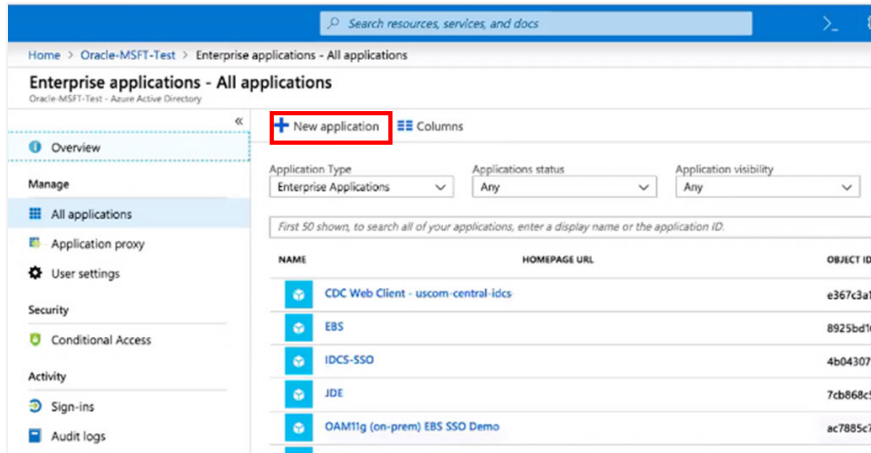 Search resources, services, and docs
Home > Oracle-MSFT-Test > Enterprise applications - All applications
Enterprise applications - All applications
Oracle-MSFT-Test - Azure Active Directory
Overview
Manage
All applications
Application proxy
User settings
Security
Conditional Access
Activity
Sign-ins
Audit logs
New application Columns
Application Type Applications status Application visibility
Enterprise Applications Any Any
First 50 shown, to search all of your applications, enter a display name or the application ID.
NAME HOMEPAGE URL OBJECT ID
CDC Web Client - uscom-central-idcs e367c3a1
EBS 8925bd1
IDCS-SSO 4b04307
JDE 7cb868c
OAM11g (on-prem) EBS SSO Demo ac7885c